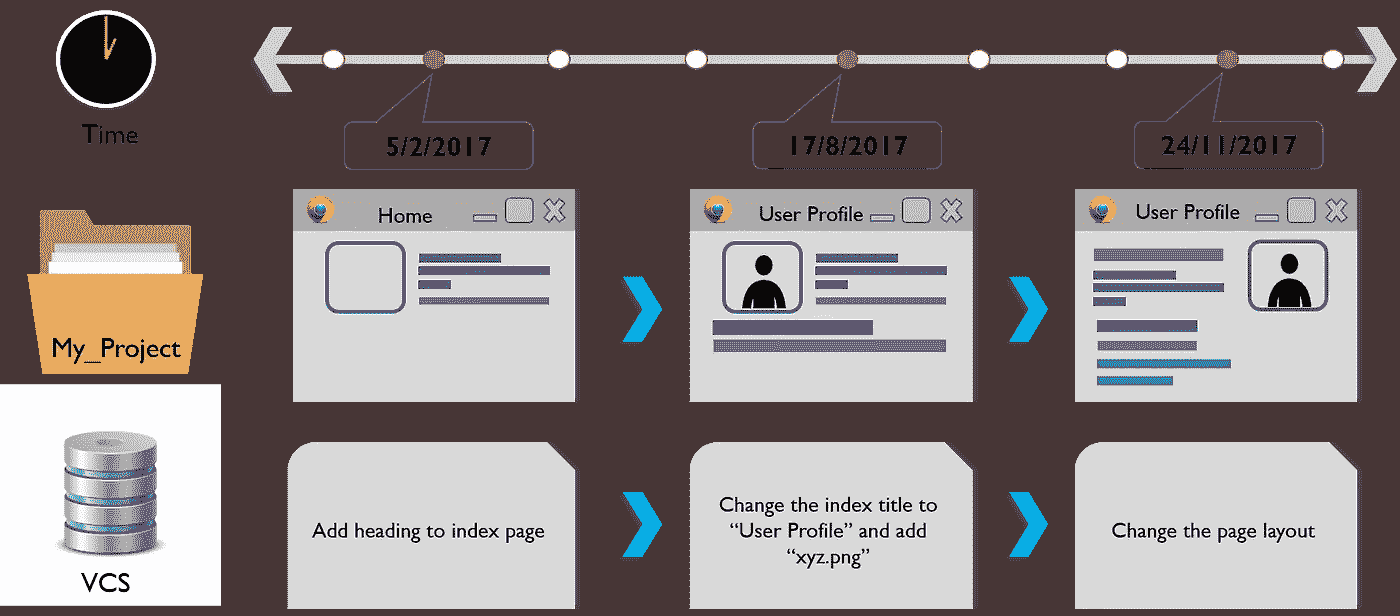 Time
5/2/2017
17/8/2017
24/11/2017
Home
User Profile
User Profile
My_Project
Add heading to index page
Change the index title to
“User Profile” and add
“xyz.png”
Change the page layout
VCS